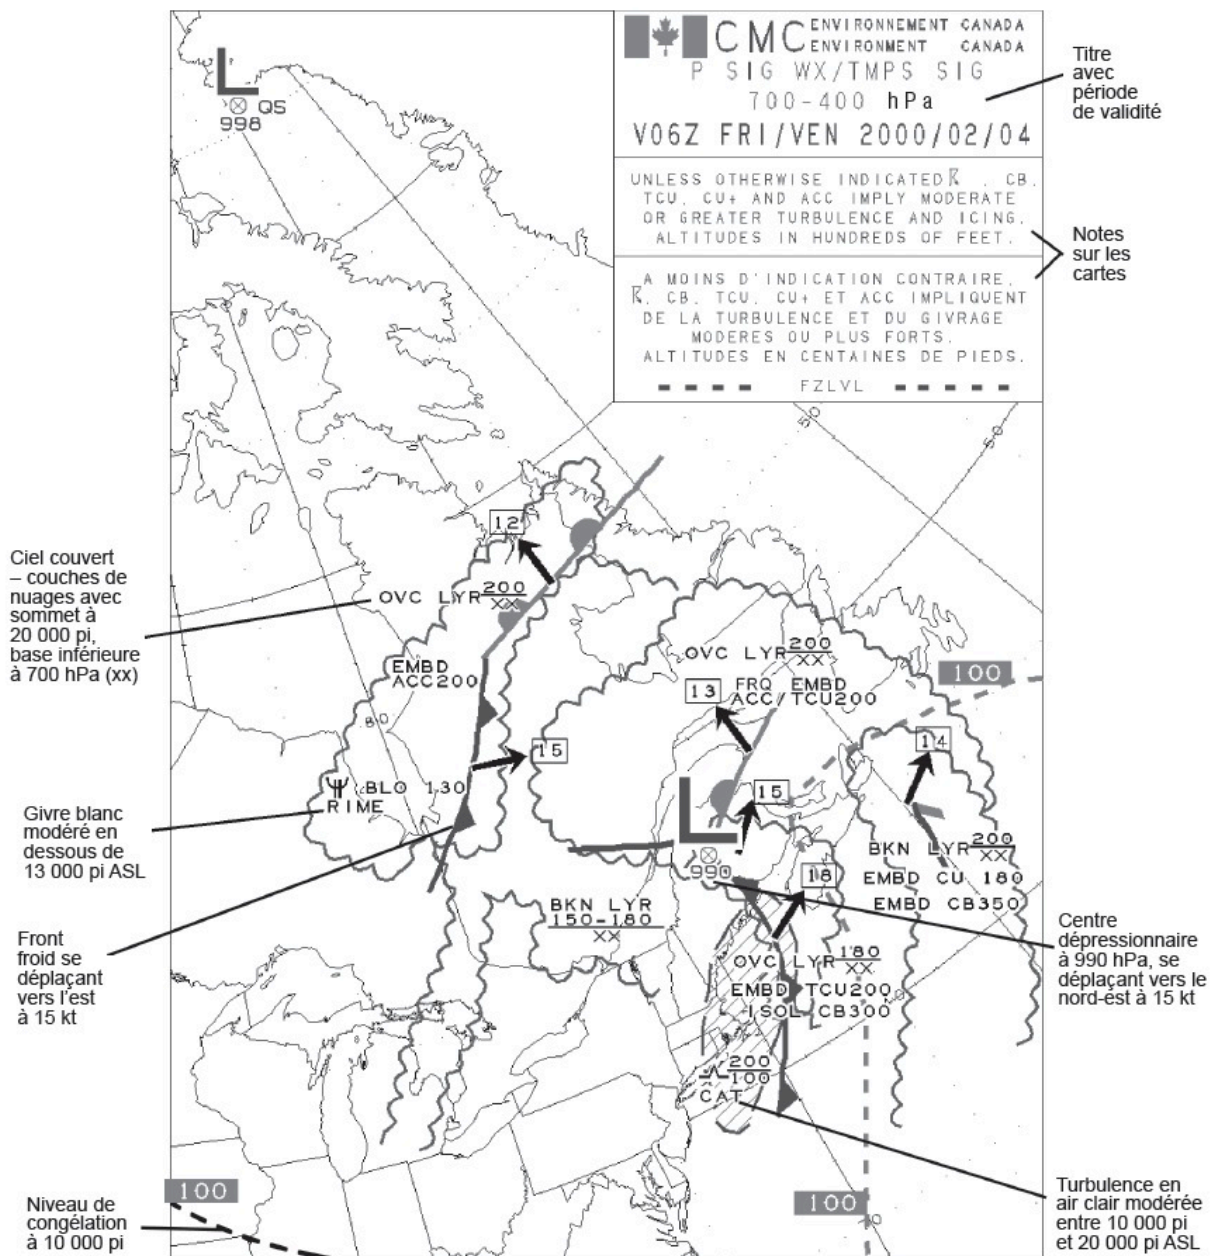 CMC ENVIRONNEMENT CANADA
ENVIRONMENT CANADA
P SIG WX/TMPS SIG
700-400 hPa
V06Z FRI/VEN 2000/02/04
UNLESS OTHERWISE INDICATED , CB,
TCU, CU+ AND ACC IMPLY MODERATE
OR GREATER TURBULENCE AND ICING.
ALTITUDES IN HUNDREDS OF FEET.
A MOINS D'INDICATION CONTRAIRE,
, CB, TCU, CU+ ET ACC IMPLIQUENT
DE LA TURBULENCE ET DU GIVRAGE
MODERES OU PLUS FORTS.
ALTITUDES EN CENTAINES DE PIEDS.
FZLVL
Titre
avec
période
de validité
Notes
sur les
cartes
L
QS
998
50
50
12
Ciel couvert
– couches de
nuages avec
sommet à
20 000 pi,
base inférieure
à 700 hPa (xx)
OVC LYR 200
XX
EMBD
ACC200
80
15
BLO 130
RIME
Givre blanc
modéré en
dessous de
13 000 pi ASL
Front
froid se
déplaçant
vers l'est
à 15 kt
OVC LYR 200
XX
FRQ EMBD
ACC/TCU200
13
100
14
15
L
990
18
BKN LYR 200
XX
EMBD CU 180
EMBD CB350
BKN LYR
150-180
XX
Centre
dépressionnaire
à 990 hPa, se
déplaçant vers le
nord-est à 15 kt
OVC LYR 180
XX
EMBD TCU200
ISOL CB300
200
100
CAT
Turbulence en
air clair modérée
entre 10 000 pi
et 20 000 pi ASL
100
100
Niveau de
congélation
à 10 000 pi